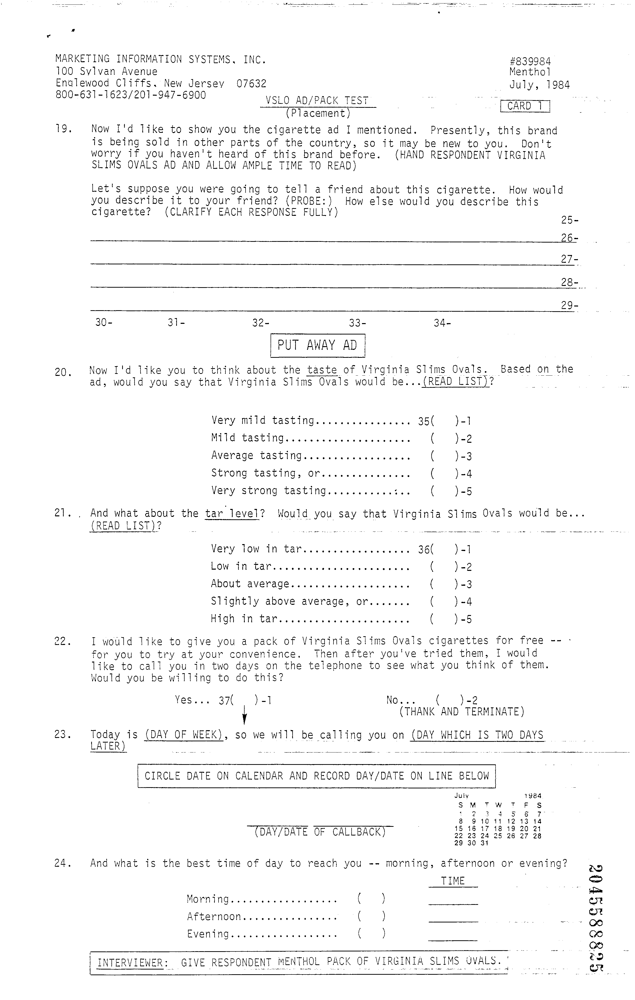 MARKETING INFORMATION SYSTEMS, INC.
100 Sylvan Avenue
Englewood Cliffs, New Jersey 07632
800-631-1623/201-947-6900
#839984
Menthol
July, 1984
VSLO AD/PACK TEST
(Placement)
CARD 1
19. Now I'd like to show you the cigarette ad I mentioned. Presently, this brand
is being sold in other parts of the country, so it may be new to you. Don't
worry if you haven't heard of this brand before. (HAND RESPONDENT VIRGINIA
SLIMS OVALS AD AND ALLOW AMPLE TIME TO READ)
Let's suppose you were going to tell a friend about this cigarette. How would
you describe it to your friend? (PROBE:) How else would you describe this
cigarette? (CLARIFY EACH RESPONSE FULLY)
25-
26-
27-
28-
29-
30- 31- 32- 33- 34-
PUT AWAY AD
20. Now I'd like you to think about the taste of Virginia Slims Ovals. Based on the
ad, would you say that Virginia Slims Ovals would be...(READ LIST)?
Very mild tasting................ 35( )-1
Mild tasting..................... ( )-2
Average tasting.................. ( )-3
Strong tasting, or............... ( )-4
Very strong tasting.............. ( )-5
21. And what about the tar level? Would you say that Virginia Slims Ovals would be...
(READ LIST)?
Very low in tar.................. 36( )-1
Low in tar....................... ( )-2
About average.................... ( )-3
Slightly above average, or....... ( )-4
High in tar...................... ( )-5
22. I would like to give you a pack of Virginia Slims Ovals cigarettes for free --
for you to try at your convenience. Then after you've tried them, I would
like to call you in two days on the telephone to see what you think of them.
Would you be willing to do this?
Yes... 37( )-1 No... ( )-2
(THANK AND TERMINATE)
23. Today is (DAY OF WEEK), so we will be calling you on (DAY WHICH IS TWO DAYS
LATER)
CIRCLE DATE ON CALENDAR AND RECORD DAY/DATE ON LINE BELOW
July 1984
S M T W T F S
1 2 3 4 5 6 7
8 9 10 11 12 13 14
15 16 17 18 19 20 21
22 23 24 25 26 27 28
29 30 31
(DAY/DATE OF CALLBACK)
24. And what is the best time of day to reach you -- morning, afternoon or evening?
TIME
Morning.................. ( )
Afternoon................ ( )
Evening.................. ( )
INTERVIEWER: GIVE RESPONDENT MENTHOL PACK OF VIRGINIA SLIMS OVALS.
2045588825